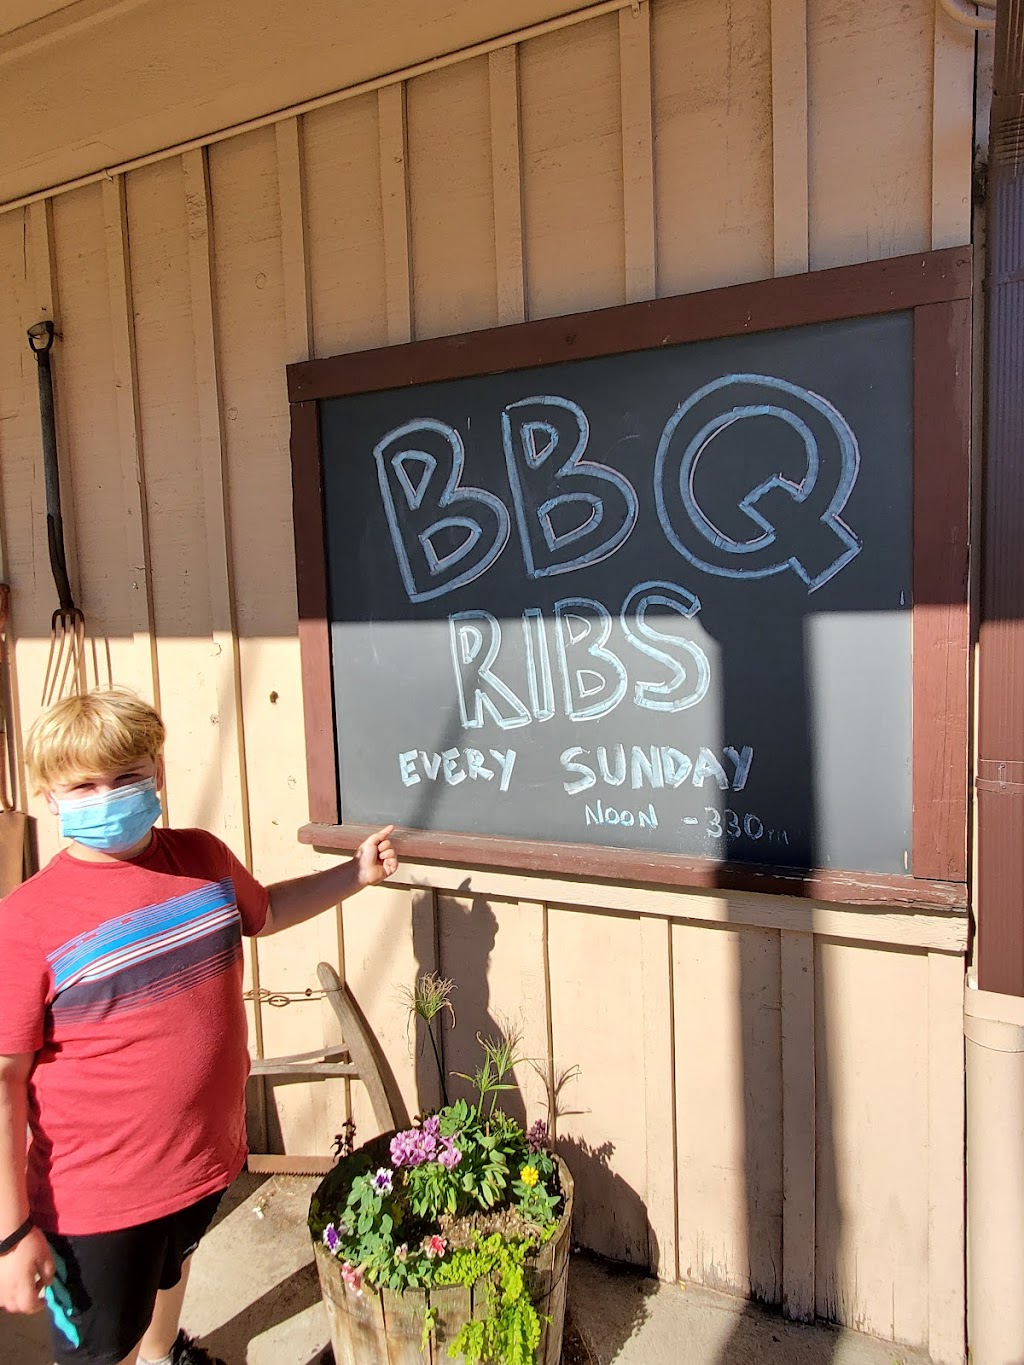 BBQ
RIBS
EVERY SUNDAY
NOON - 330PM